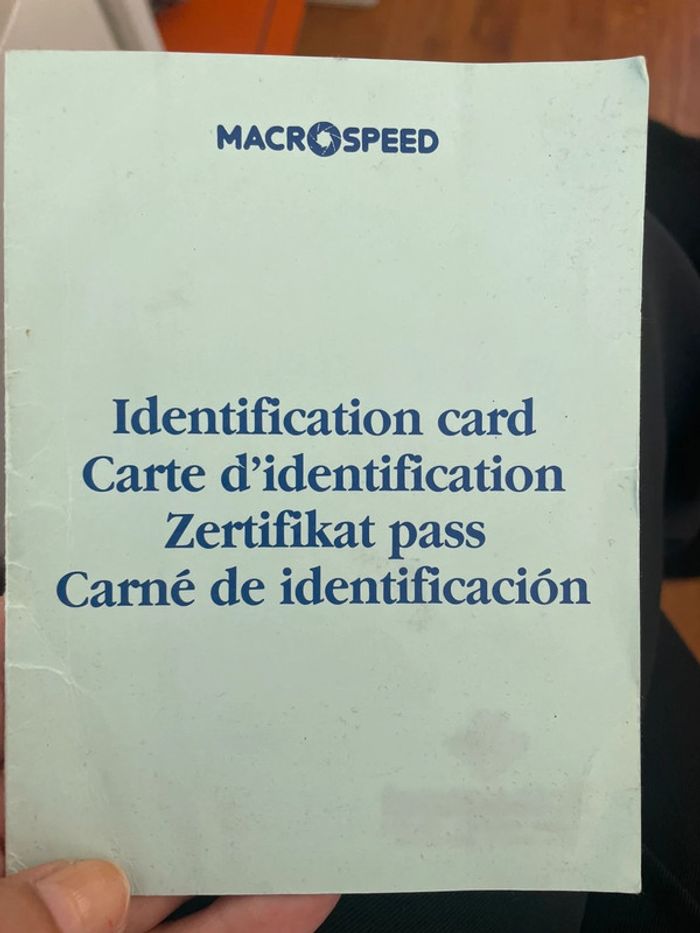 MACROSPEED
Identification card
Carte d'identification
Zertifikat pass
Carné de identificación